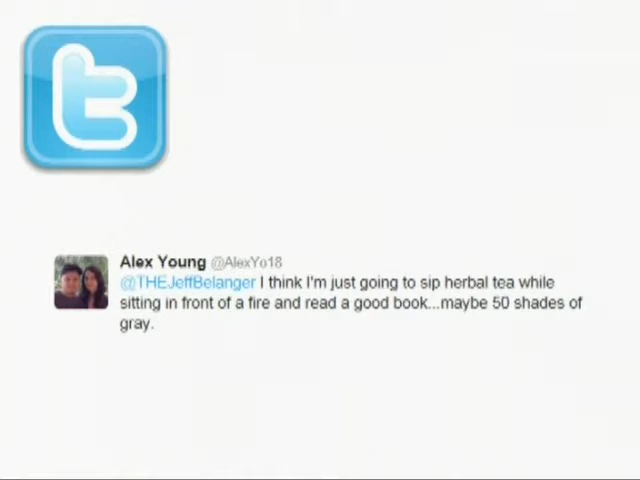 Alex Young @AlexYo18
@THEJeffBelanger I think I'm just going to sip herbal tea while
sitting in front of a fire and read a good book...maybe 50 shades of
gray.